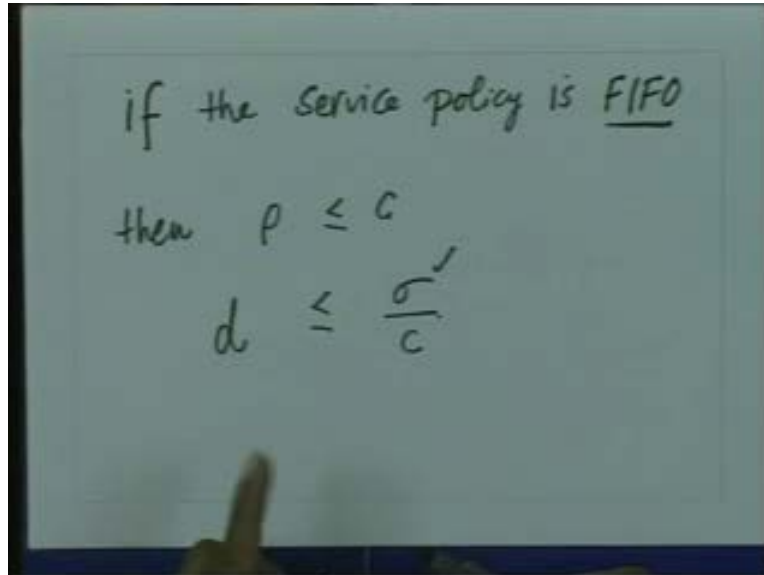 if the service policy is FIFO
then ρ ≤ C
d ≤ σ/C ✓